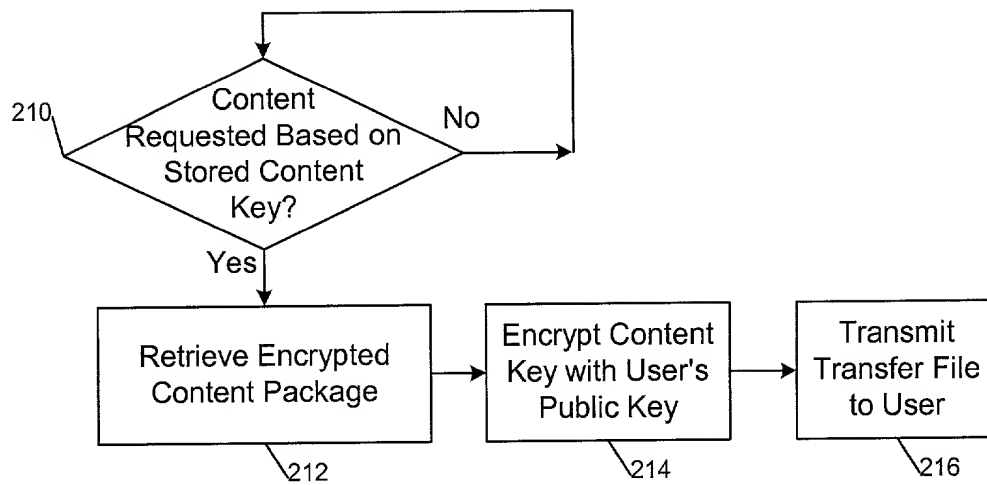 210
Content
Requested Based on
Stored Content
Key?
No
Yes
Retrieve Encrypted
Content Package
212
Encrypt Content
Key with User's
Public Key
214
Transmit
Transfer File
to User
216